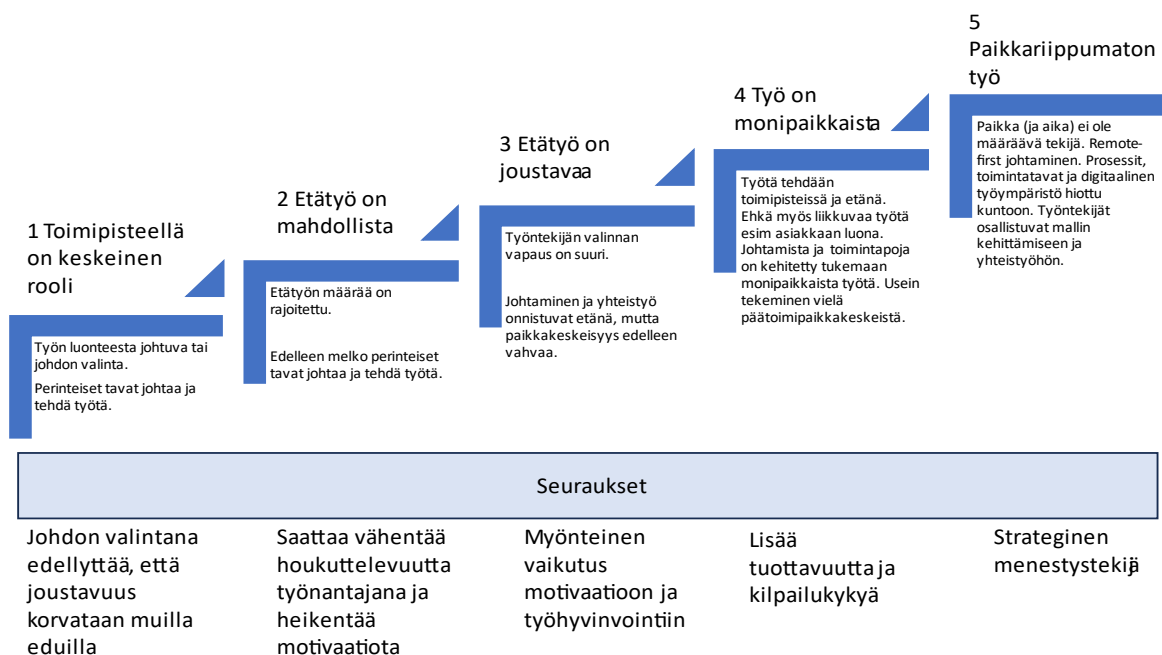 1 Toimipisteellä
on keskeinen
rooli
Työn luonteesta johtuva tai
johdon valinta.
Perinteiset tavat johtaa ja
tehdä työtä.
2 Etätyö on
mahdollista
Etätyön määrää on
rajoitettu.
Edelleen melko perinteiset
tavat johtaa ja tehdä työtä.
3 Etätyö on
joustavaa
Työntekijän valinnan
vapaus on suuri.
Johtaminen ja yhteistyö
onnistuvat etänä, mutta
paikkakeskeisyys edelleen
vahvaa.
4 Työ on
monipaikkaista
Työtä tehdään
toimipisteissä ja etänä.
Ehkä myös liikkuvaa työtä
esim asiakkaan luona.
Johtamista ja toimintapoja
on kehitetty tukemaan
monipaikkaista työtä. Usein
tekeminen vielä
päätoimipaikkakeskeistä.
5
Paikkariippumaton
työ
Paikka (ja aika) ei ole
määräävä tekijä. Remote-
first johtaminen. Prosessit,
toimintatavat ja digitaalinen
työympäristö hiottu
kuntoon. Työntekijät
osallistuvat mallin
kehittämiseen ja
yhteistyöhön.
Seuraukset
Johdon valintana
edellyttää, että
joustavuus
korvataan muilla
eduilla
Saattaa vähentää
houkuttelevuutta
työnantajana ja
heikentää
motivaatiota
Myönteinen
vaikutus
motivaatioon ja
työhyvinvointiin
Lisää
tuottavuutta ja
kilpailukykyä
Strateginen
menestystekijä